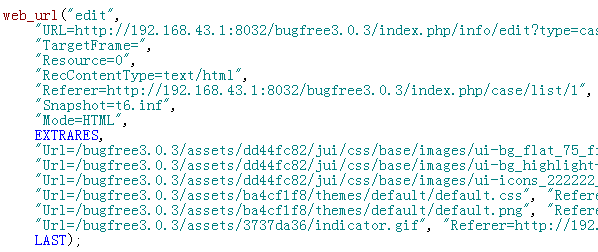 web_url("edit",
"URL=http://192.168.43.1:8032/bugfree3.0.3/index.php/info/edit?type=cas
"TargetFrame=",
"Resource=0",
"RecContentType=text/html",
"Referer=http://192.168.43.1:8032/bugfree3.0.3/index.php/case/list/1",
"Snapshot=t6.inf",
"Mode=HTML",
EXTRARES,
"Url=/bugfree3.0.3/assets/dd44fc82/jui/css/base/images/ui-bg_flat_75_ff
"Url=/bugfree3.0.3/assets/dd44fc82/jui/css/base/images/ui-bg_highlight-
"Url=/bugfree3.0.3/assets/dd44fc82/jui/css/base/images/ui-icons_222222_
"Url=/bugfree3.0.3/assets/ba4cf1f8/themes/default/default.css", "Refere
"Url=/bugfree3.0.3/assets/ba4cf1f8/themes/default/default.png", "Refere
"Url=/bugfree3.0.3/assets/3737da36/indicator.gif", "Referer=http://192.
LAST);